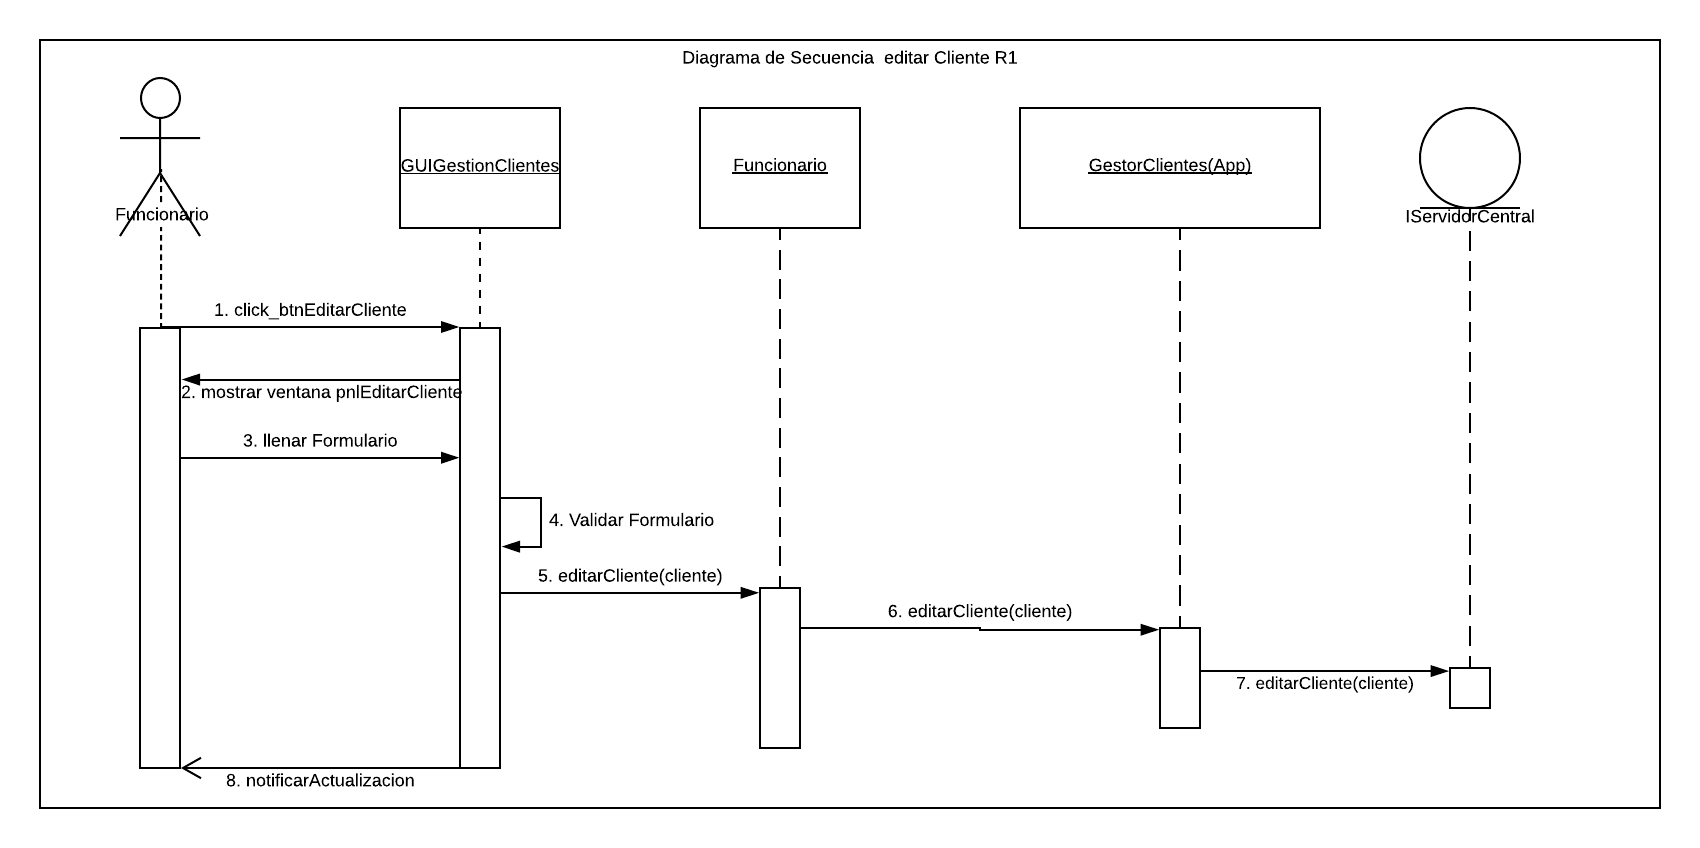 Diagrama de Secuencia  editar Cliente R1
Funcionario
GUIGestionClientes
Funcionario
GestorClientes(App)
IServidorCentral
1. click_btnEditarCliente
2. mostrar ventana pnlEditarCliente
3. llenar Formulario
4. Validar Formulario
5. editarCliente(cliente)
6. editarCliente(cliente)
7. editarCliente(cliente)
8. notificarActualizacion